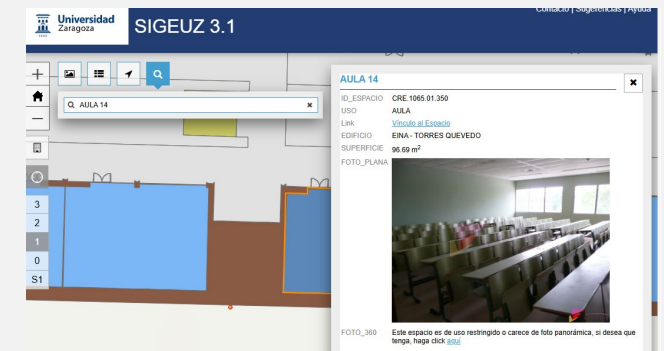 Contacto | Sugerencias | Ayuda
Universidad
Zaragoza
SIGEUZ 3.1
AULA 14
AULA 14
ID_ESPACIO CRE.1065.01.350
USO AULA
Link Vínculo al Espacio
EDIFICIO EINA - TORRES QUEVEDO
SUPERFICIE 96.69 m²
FOTO_PLANA
3
2
1
0
S1
FOTO_360 Este espacio es de uso restringido o carece de foto panorámica, si desea que
tenga, haga click aquí